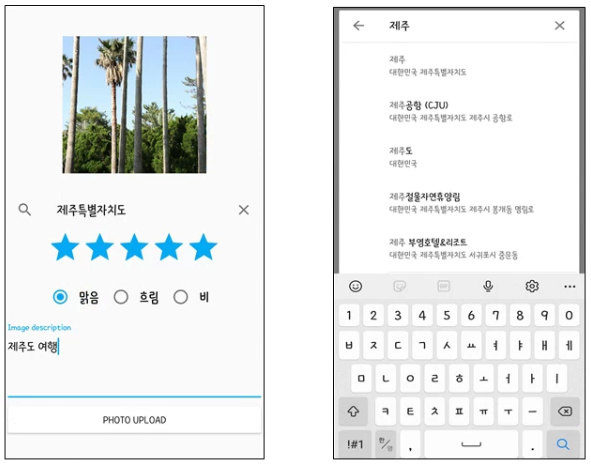 제주특별자치도
맑음 흐림 비
Image description
제주도 여행
PHOTO UPLOAD
제주
제주
대한민국 제주특별자치도
제주공항 (CJU)
대한민국 제주특별자치도 제주시 공항로
제주도
대한민국
제주절물자연휴양림
대한민국 제주특별자치도 제주시 봉개동 명림로
제주 부영호텔&리조트
대한민국 제주특별자치도 서귀포시 중문동
GIF
1 2 3 4 5 6 7 8 9 0
ㅂ ㅈ ㄷ ㄱ ㅅ ㅛ ㅕ ㅑ ㅐ ㅔ
ㅁ ㄴ ㅇ ㄹ ㅎ ㅗ ㅓ ㅏ ㅣ
ㅋ ㅌ ㅊ ㅍ ㅠ ㅜ ㅡ
!#1 한/영 , .